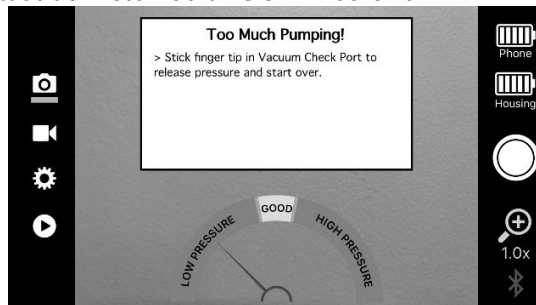 Too Much Pumping!
> Stick finger tip in Vacuum Check Port to
release pressure and start over.
Phone
Housing
GOOD
LOW PRESSURE
HIGH PRESSURE
1.0x